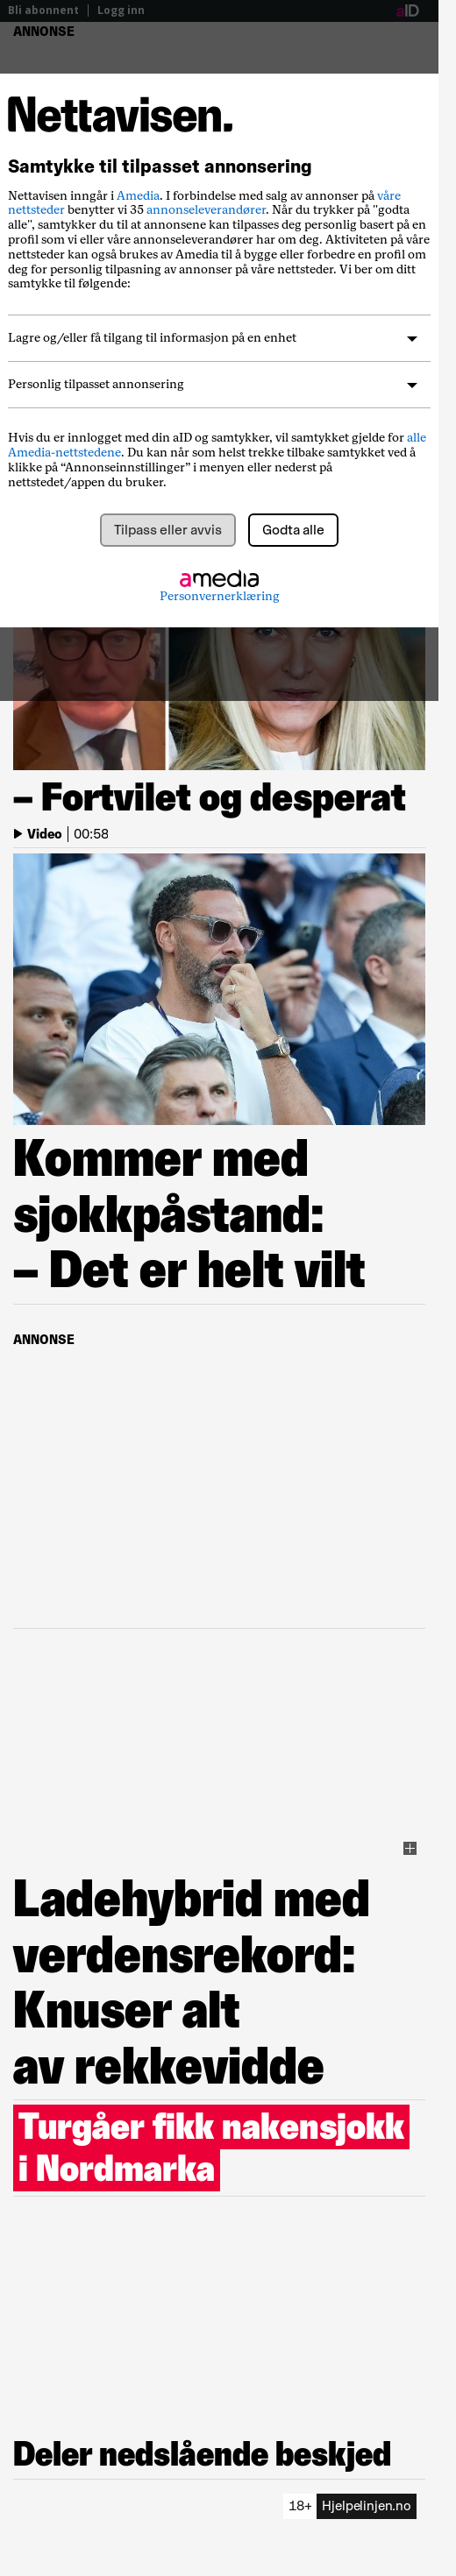 Bli abonnent | Logg inn
aID
ANNONSE
Nettavisen.
Samtykke til tilpasset annonsering
Nettavisen inngår i Amedia. I forbindelse med salg av annonser på våre
nettsteder benytter vi 35 annonseleverandører. Når du trykker på "godta
alle", samtykker du til at annonsene kan tilpasses deg personlig basert på en
profil som vi eller våre annonseleverandører har om deg. Aktiviteten på våre
nettsteder kan også brukes av Amedia til å bygge eller forbedre en profil om
deg for personlig tilpasning av annonser på våre nettsteder. Vi ber om ditt
samtykke til følgende:
Lagre og/eller få tilgang til informasjon på en enhet
Personlig tilpasset annonsering
Hvis du er innlogget med din aID og samtykker, vil samtykket gjelde for alle
Amedia-nettstedene. Du kan når som helst trekke tilbake samtykket ved å
klikke på “Annonseinnstillinger” i menyen eller nederst på
nettstedet/appen du bruker.
Tilpass eller avvis
Godta alle
amedia
Personvernerklæring
– Fortvilet og desperat
Video | 00:58
Kommer med
sjokkpåstand:
– Det er helt vilt
ANNONSE
Ladehybrid med
verdensrekord:
Knuser alt
av rekkevidde
Turgåer fikk nakensjokk
i Nordmarka
Deler nedslående beskjed
18+ Hjelpelinjen.no